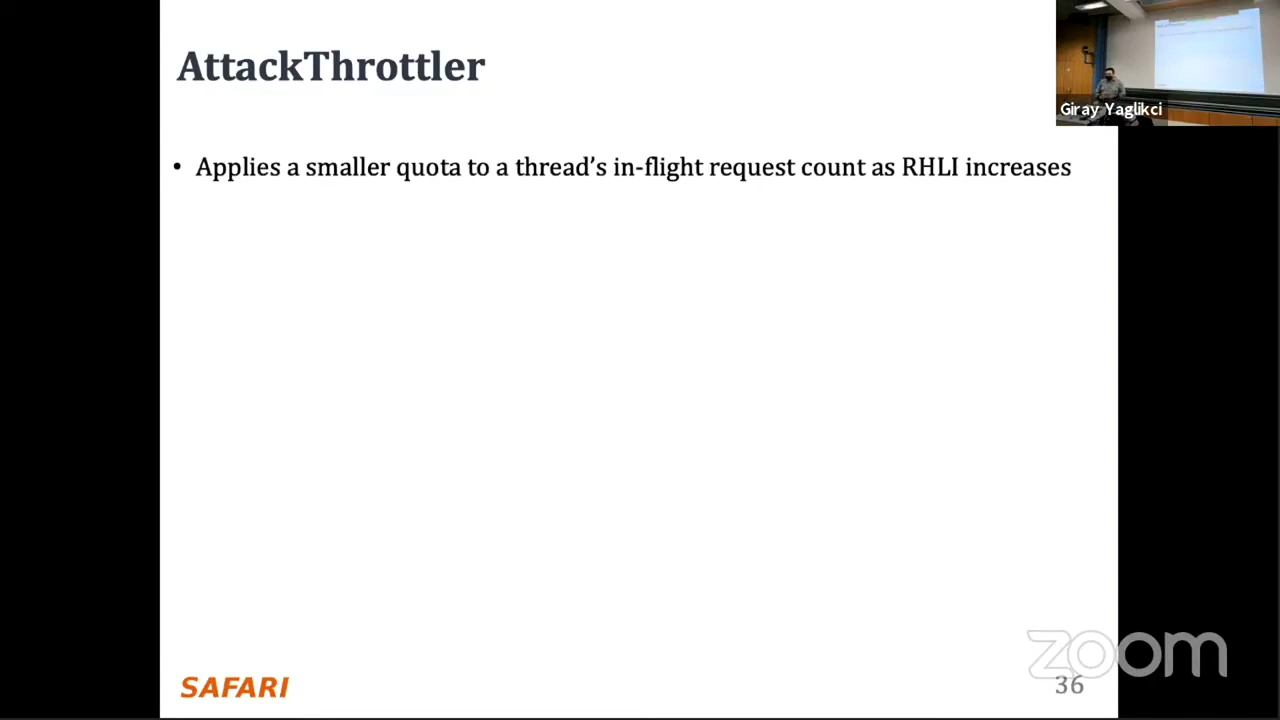 AttackThrottler
• Applies a smaller quota to a thread's in-flight request count as RHLI increases
Giray Yaglikci
SAFARI
zoom
36